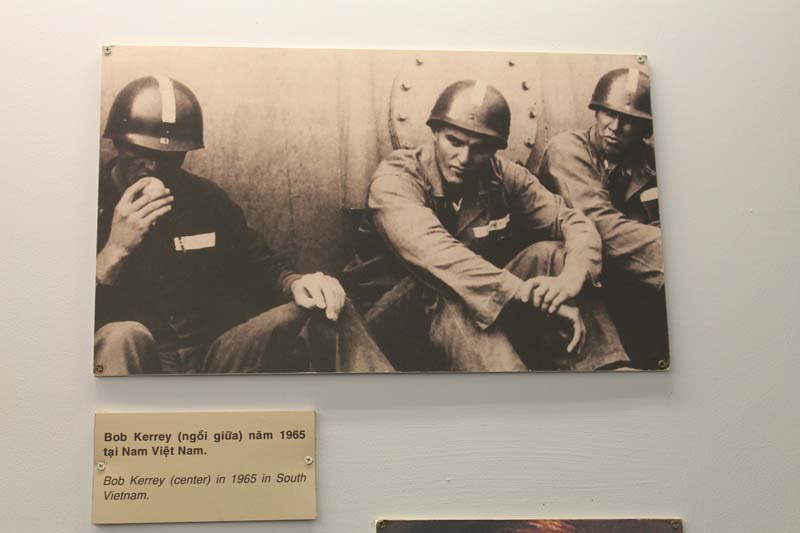 Bob Kerrey (ngồi giữa) năm 1965
tại Nam Việt Nam.
Bob Kerrey (center) in 1965 in South
Vietnam.